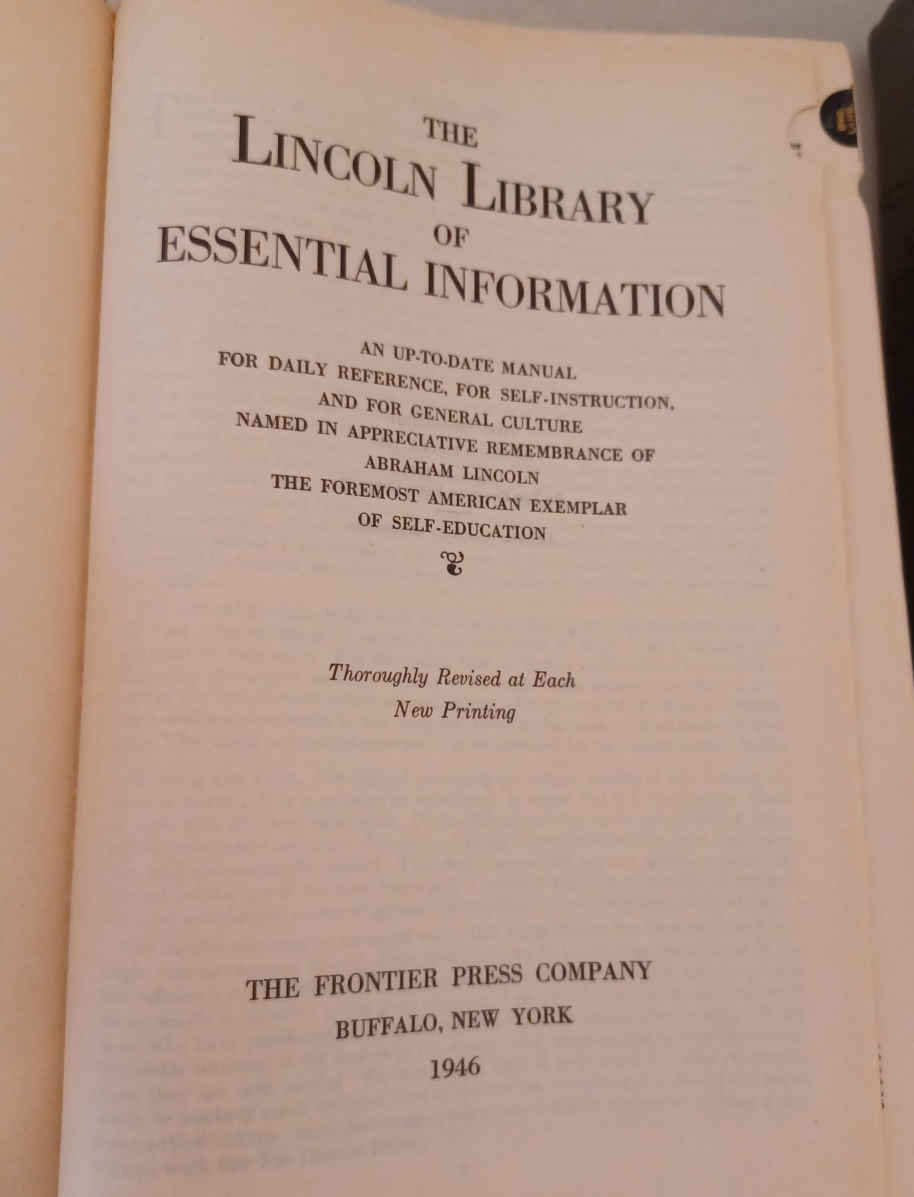 THE
LINCOLN LIBRARY
OF
ESSENTIAL INFORMATION
AN UP-TO-DATE MANUAL
FOR DAILY REFERENCE, FOR SELF-INSTRUCTION,
AND FOR GENERAL CULTURE
NAMED IN APPRECIATIVE REMEMBRANCE OF
ABRAHAM LINCOLN
THE FOREMOST AMERICAN EXEMPLAR
OF SELF-EDUCATION
Thoroughly Revised at Each
New Printing
THE FRONTIER PRESS COMPANY
BUFFALO, NEW YORK
1946